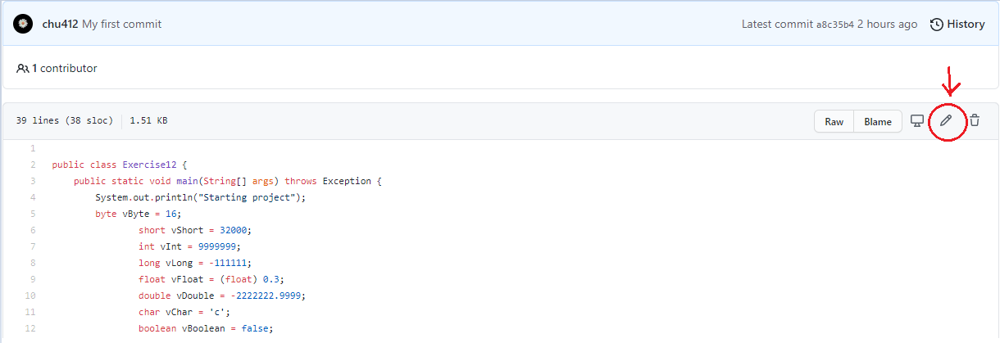 chu412 My first commit Latest commit a8c35b4 2 hours ago History
1 contributor
39 lines (38 sloc) 1.51 KB Raw Blame
1
2 public class Exercise12 {
3 public static void main(String[] args) throws Exception {
4 System.out.println("Starting project");
5 byte vByte = 16;
6 short vShort = 32000;
7 int vInt = 9999999;
8 long vLong = -111111;
9 float vFloat = (float) 0.3;
10 double vDouble = -2222222.9999;
11 char vChar = 'c';
12 boolean vBoolean = false;